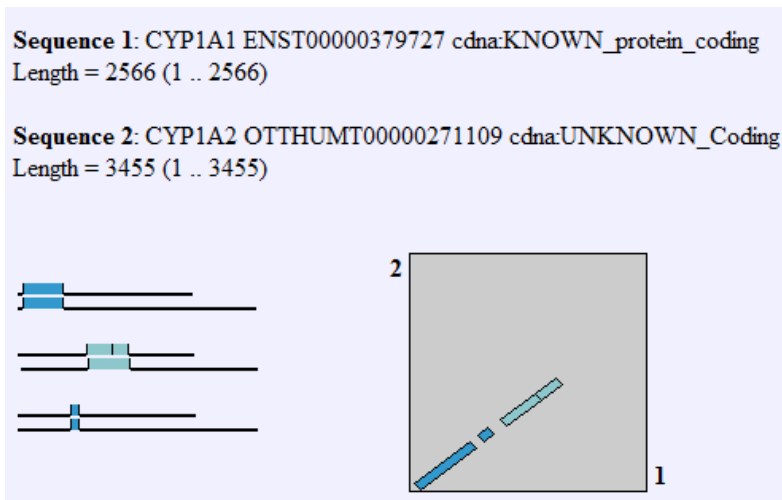 Sequence 1: CYP1A1 ENST00000379727 cdna:KNOWN_protein_coding
Length = 2566 (1 .. 2566)
Sequence 2: CYP1A2 OTTHUMT00000271109 cdna:UNKNOWN_Coding
Length = 3455 (1 .. 3455)
2
1